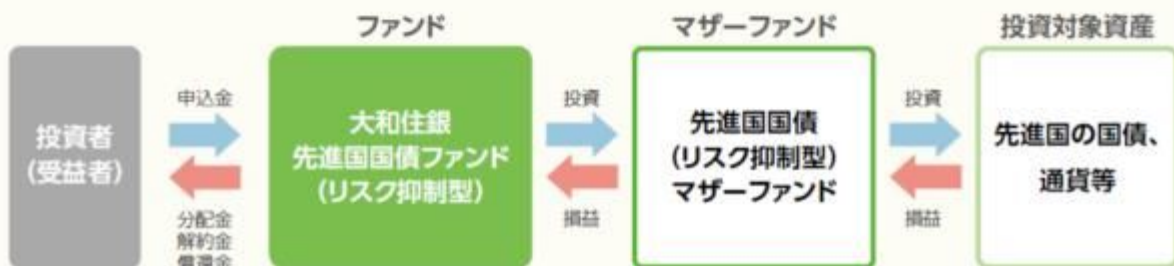 ファンド
マザーファンド
投資対象資産
投資者
(受益者)
申込金
分配金
解約金
償還金
大和住銀
先進国国債ファンド
(リスク抑制型)
投資
損益
先進国国債
(リスク抑制型)
マザーファンド
投資
損益
先進国の国債、
通貨等